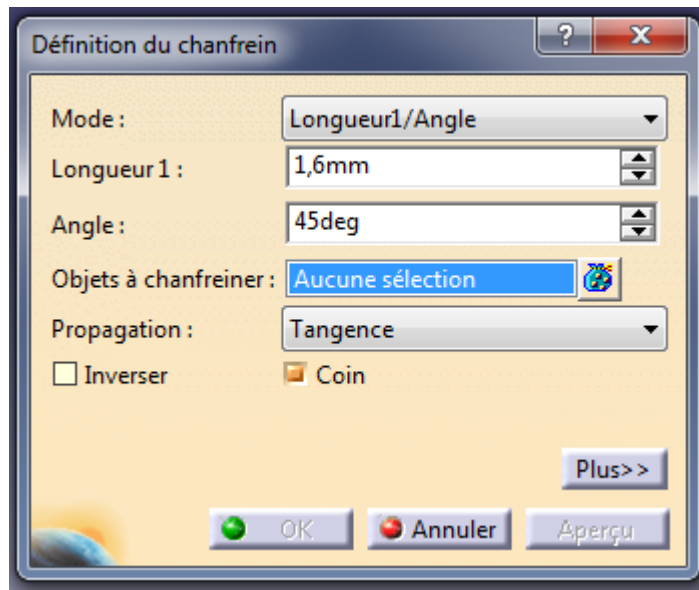 Définition du chanfrein
Mode : Longueur1/Angle
Longueur 1 : 1,6mm
Angle : 45deg
Objets à chanfreiner : Aucune sélection
Propagation : Tangence
Inverser Coin
Plus>>
OK Annuler Aperçu